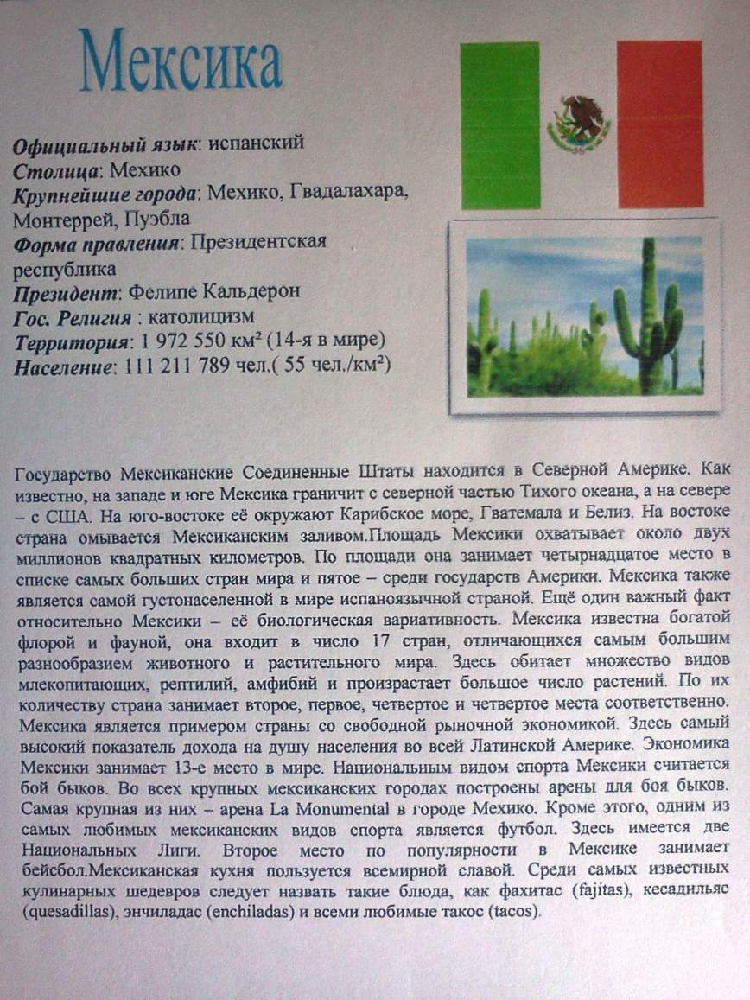 Мексика
Официальный язык: испанский
Столица: Мехико
Крупнейшие города: Мехико, Гвадалахара,
Монтеррей, Пуэбла
Форма правления: Президентская
республика
Президент: Фелипе Кальдерон
Гос. Религия : католицизм
Территория: 1 972 550 км² (14-я в мире)
Население: 111 211 789 чел.( 55 чел./км²)
Государство Мексиканские Соединенные Штаты находится в Северной Америке. Как
известно, на западе и юге Мексика граничит с северной частью Тихого океана, а на севере
– с США. На юго-востоке её окружают Карибское море, Гватемала и Белиз. На востоке
страна омывается Мексиканским заливом.Площадь Мексики охватывает около двух
миллионов квадратных километров. По площади она занимает четырнадцатое место в
списке самых больших стран мира и пятое – среди государств Америки. Мексика также
является самой густонаселенной в мире испаноязычной страной. Ещё один важный факт
относительно Мексики – её биологическая вариативность. Мексика известна богатой
флорой и фауной, она входит в число 17 стран, отличающихся самым большим
разнообразием животного и растительного мира. Здесь обитает множество видов
млекопитающих, рептилий, амфибий и произрастает большое число растений. По их
количеству страна занимает второе, первое, четвертое и четвертое места соответственно.
Мексика является примером страны со свободной рыночной экономикой. Здесь самый
высокий показатель дохода на душу населения во всей Латинской Америке. Экономика
Мексики занимает 13-е место в мире. Национальным видом спорта Мексики считается
бой быков. Во всех крупных мексиканских городах построены арены для боя быков.
Самая крупная из них – арена La Monumental в городе Мехико. Кроме этого, одним из
самых любимых мексиканских видов спорта является футбол. Здесь имеется две
Национальных Лиги. Второе место по популярности в Мексике занимает
бейсбол.Мексиканская кухня пользуется всемирной славой. Среди самых известных
кулинарных шедевров следует назвать такие блюда, как фахитас (fajitas), кесадильяс
(quesadillas), энчиладас (enchiladas) и всеми любимые такос (tacos).